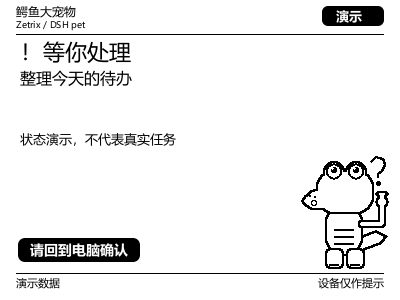 鳄鱼大宠物
Zetrix / DSH pet
演示
！等你处理
整理今天的待办
状态演示，不代表真实任务
?
请回到电脑确认
演示数据
设备仅作提示